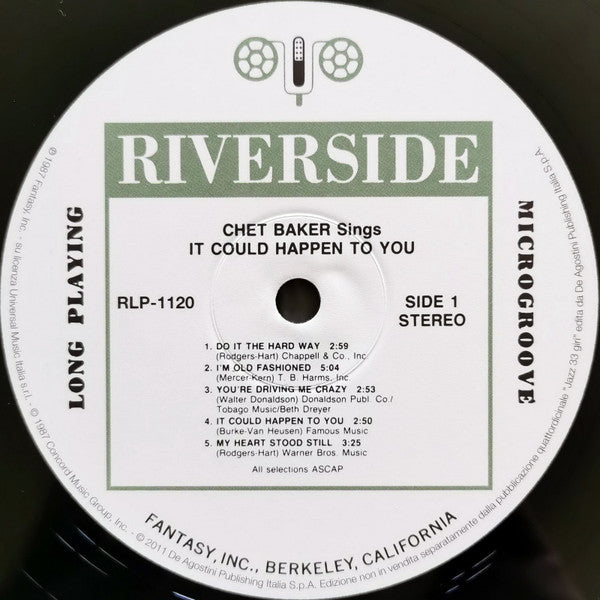 RIVERSIDE
CHET BAKER Sings
IT COULD HAPPEN TO YOU
LONG PLAYING
MICROGROOVE
RLP-1120
SIDE 1
STEREO
1. DO IT THE HARD WAY 2:59
(Rodgers-Hart) Chappell & Co., Inc.
2. I'M OLD FASHIONED 5:04
(Mercer-Kern) T. B. Harms, Inc.
3. YOU'RE DRIVING ME CRAZY 2:53
(Walter Donaldson) Donaldson Publ. Co./
Tobago Music/Beth Dreyer
4. IT COULD HAPPEN TO YOU 2:50
(Burke-Van Heusen) Famous Music
5. MY HEART STOOD STILL 3:25
(Rodgers-Hart) Warner Bros. Music
All selections ASCAP
FANTASY, INC., BERKELEY, CALIFORNIA
℗ 1987 Fantasy, Inc - su licenza Universal Music Italia s.r.l. - © 1987 Concord Music Group, Inc. - © 2011 De Agostini Publishing Italia S.p.A. Edizione non in vendita separatamente dalla pubblicazione quattordicinale "Jazz 33 giri" edita da De Agostini Publishing Italia S.p.A.